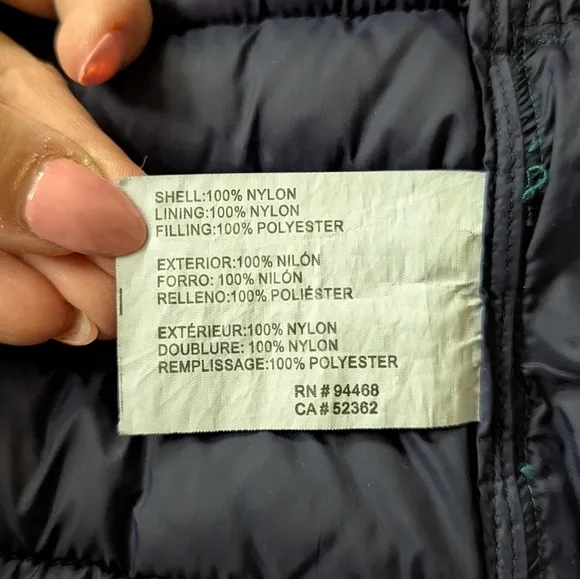 SHELL:100% NYLON
LINING:100% NYLON
FILLING:100% POLYESTER
EXTERIOR:100% NILÓN
FORRO: 100% NILÓN
RELLENO:100% POLIÉSTER
EXTÉRIEUR:100% NYLON
DOUBLURE: 100% NYLON
REMPLISSAGE:100% POLYESTER
RN # 94468
CA # 52362